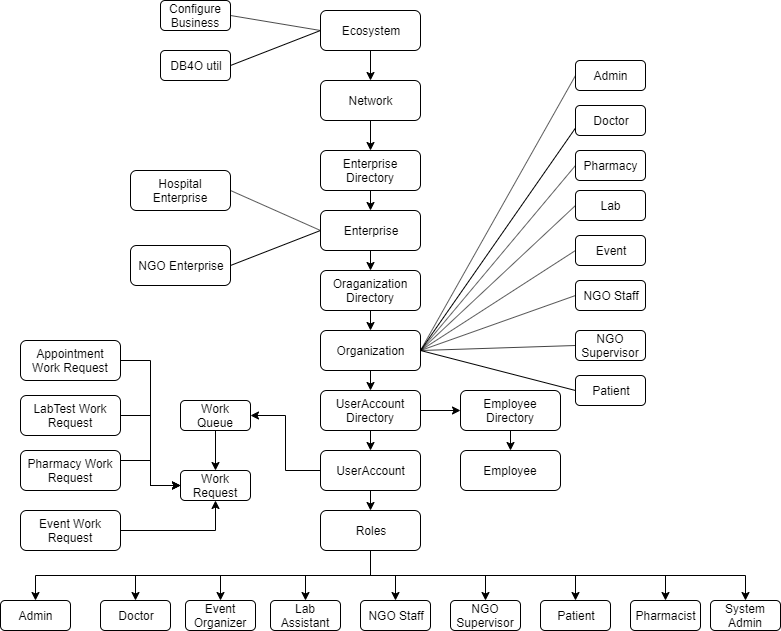 Configure
Business
Ecosystem
DB4O util
Admin
Network
Doctor
Enterprise
Directory
Pharmacy
Hospital
Enterprise
Lab
Enterprise
Event
NGO Enterprise
Oraganization
Directory
NGO Staff
Organization
NGO
Supervisor
Appointment
Work Request
Patient
UserAccount
Directory
Employee
Directory
LabTest Work
Request
Work
Queue
Pharmacy Work
Request
UserAccount
Employee
Work
Request
Event Work
Request
Roles
Admin
Doctor
Event
Organizer
Lab
Assistant
NGO Staff
NGO
Supervisor
Patient
Pharmacist
System
Admin